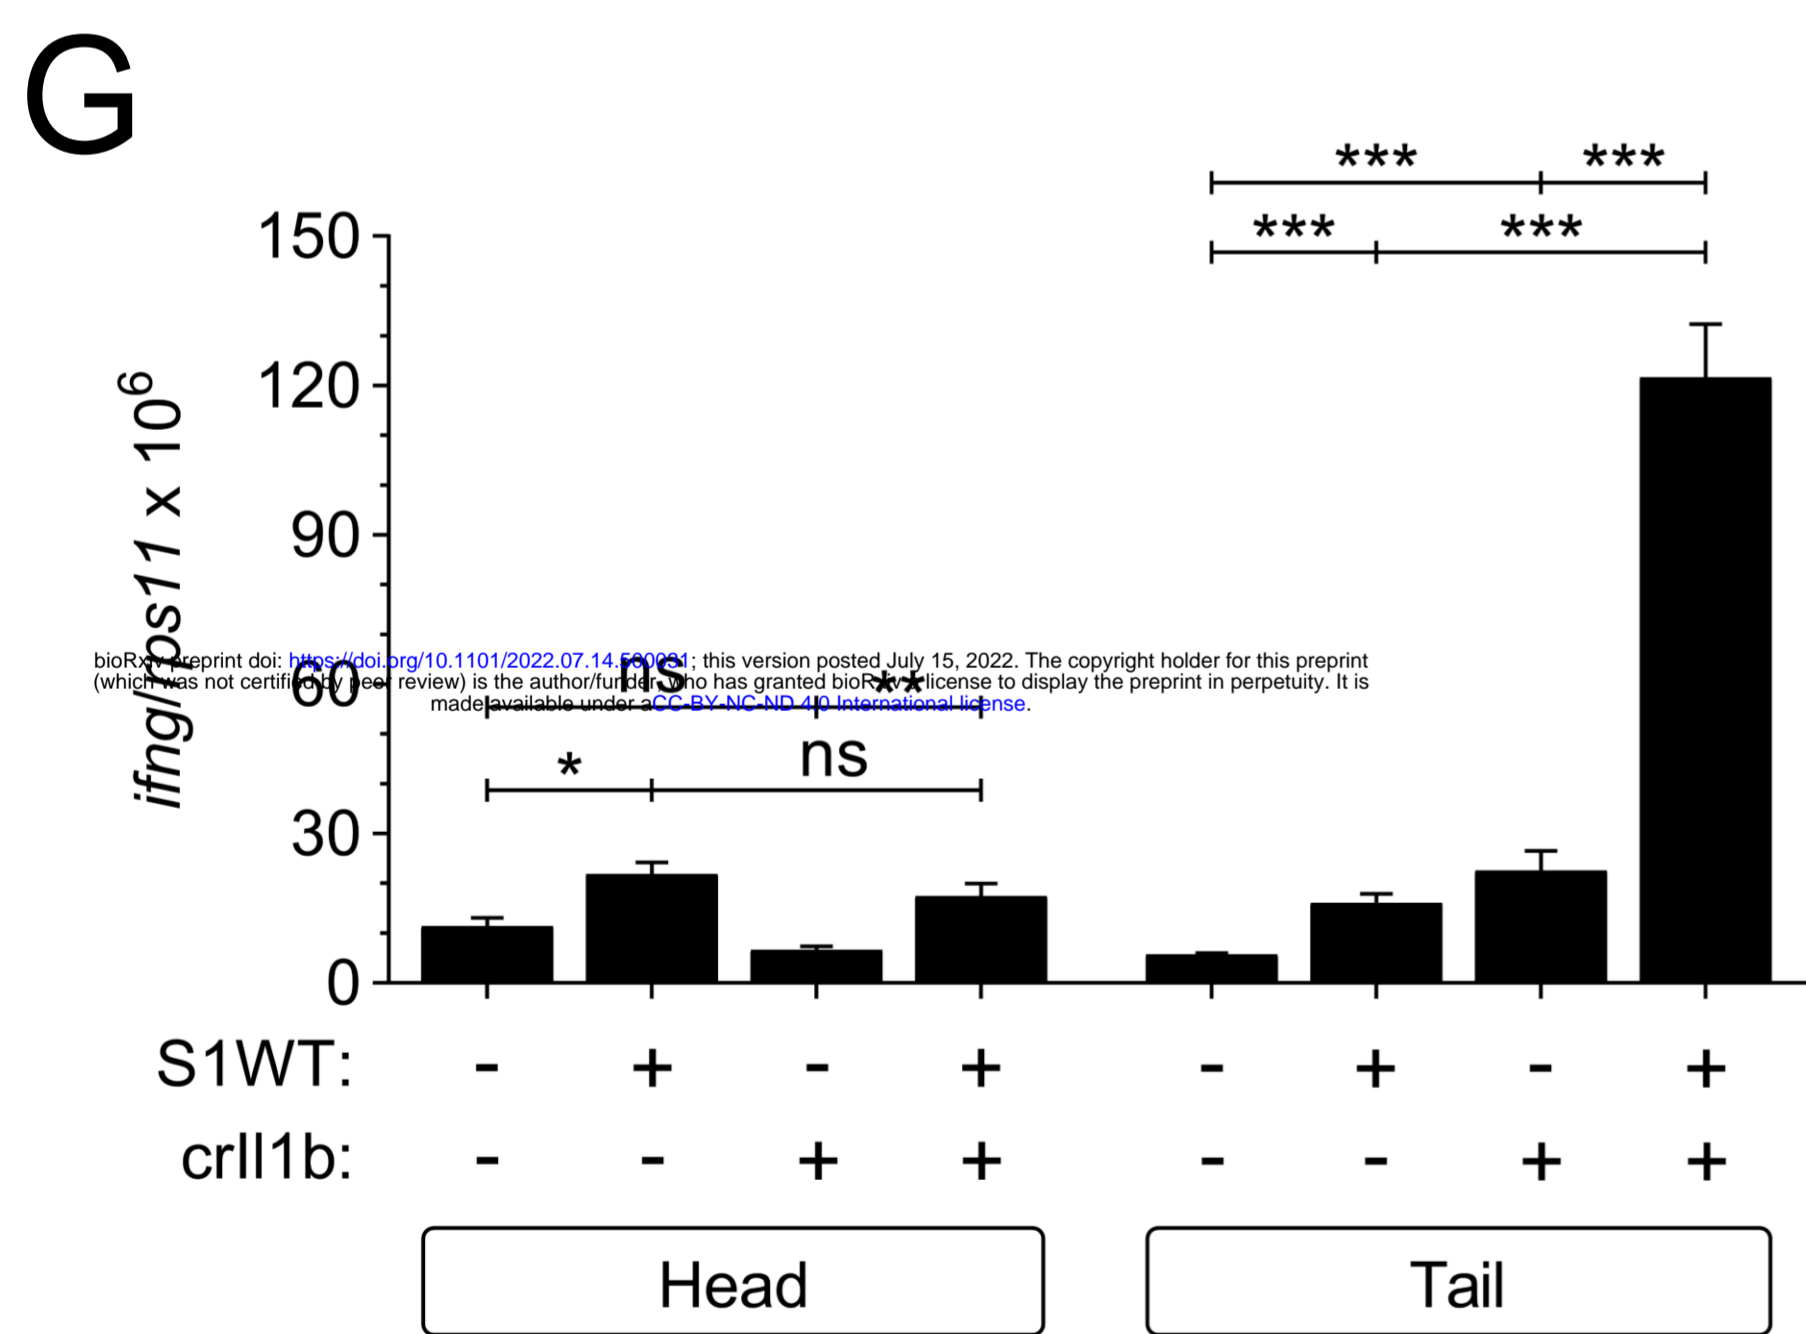 G
*** ***
*** ***
150
120
90
60
30
0
ifng/rps11 x 10⁶
bioRxiv preprint doi: https://doi.org/10.1101/2022.07.14.500031; this version posted July 15, 2022. The copyright holder for this preprint
(which was not certified by peer review) is the author/funder, who has granted bioRxiv a license to display the preprint in perpetuity. It is
made available under aCC-BY-NC-ND 4.0 International license.
ns **
* ns
S1WT: - + - + - + - +
crIl1b: - - + + - - + +
Head Tail